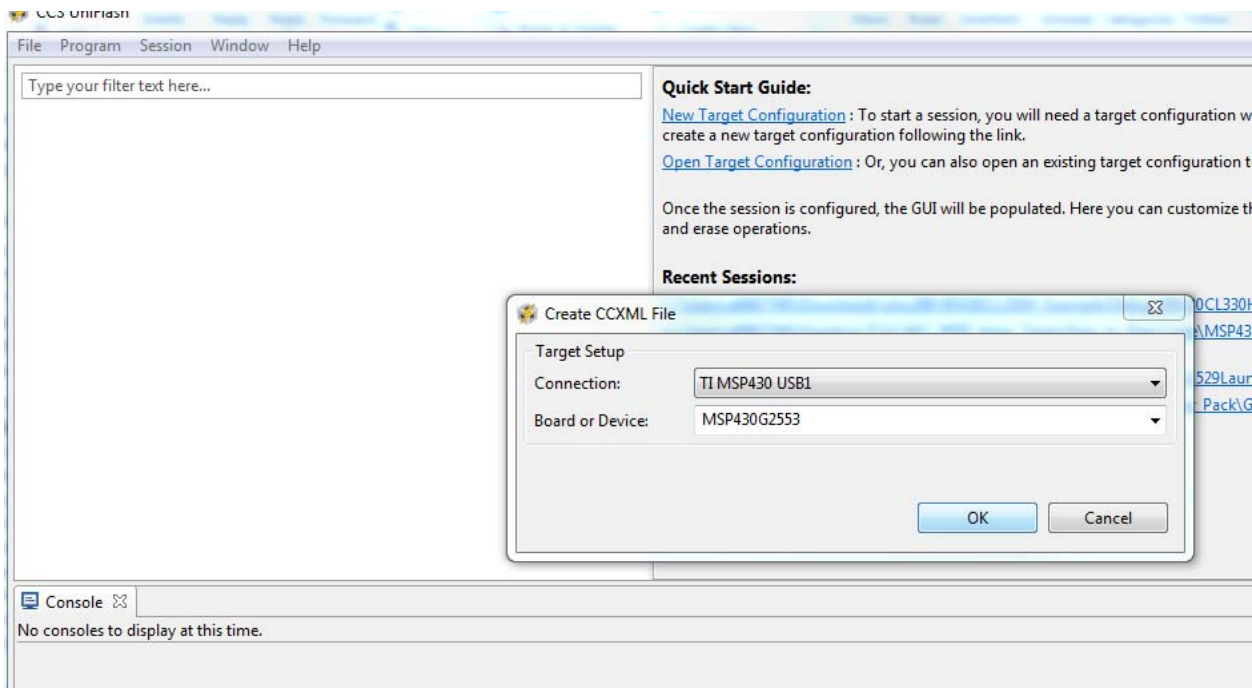 CCS UniFlash
File Program Session Window Help
Type your filter text here...
Quick Start Guide:
New Target Configuration : To start a session, you will need a target configuration w
create a new target configuration following the link.
Open Target Configuration : Or, you can also open an existing target configuration t
Once the session is configured, the GUI will be populated. Here you can customize th
and erase operations.
Recent Sessions:
0CL330H
e\MSP43
529Laun
Pack\G
Create CCXML File
Target Setup
Connection: TI MSP430 USB1
Board or Device: MSP430G2553
OK Cancel
Console
No consoles to display at this time.